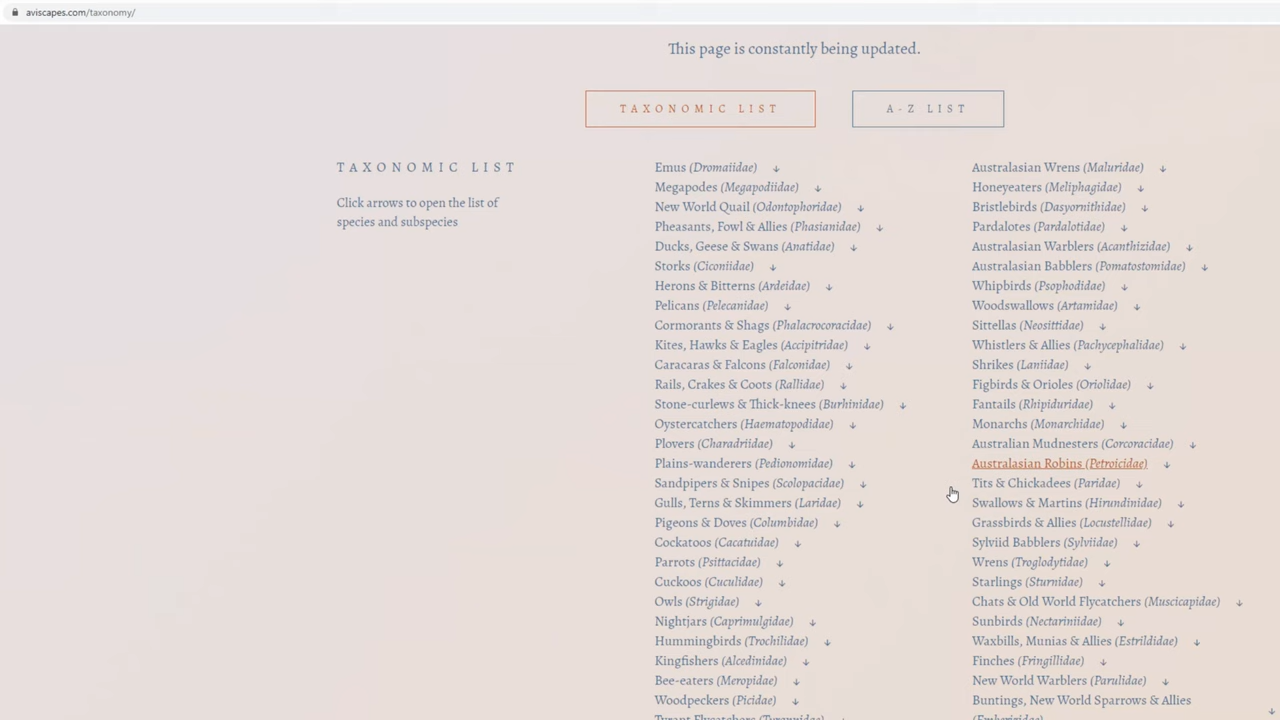 aviscapes.com/taxonomy/
This page is constantly being updated.
TAXONOMIC LIST
A-Z LIST
TAXONOMIC LIST
Click arrows to open the list of
species and subspecies
Emus (Dromaiidae) ↓
Megapodes (Megapodiidae) ↓
New World Quail (Odontophoridae) ↓
Pheasants, Fowl & Allies (Phasianidae) ↓
Ducks, Geese & Swans (Anatidae) ↓
Storks (Ciconiidae) ↓
Herons & Bitterns (Ardeidae) ↓
Pelicans (Pelecanidae) ↓
Cormorants & Shags (Phalacrocoracidae) ↓
Kites, Hawks & Eagles (Accipitridae) ↓
Caracaras & Falcons (Falconidae) ↓
Rails, Crakes & Coots (Rallidae) ↓
Stone-curlews & Thick-knees (Burhinidae) ↓
Oystercatchers (Haematopodidae) ↓
Plovers (Charadriidae) ↓
Plains-wanderers (Pedionomidae) ↓
Sandpipers & Snipes (Scolopacidae) ↓
Gulls, Terns & Skimmers (Laridae) ↓
Pigeons & Doves (Columbidae) ↓
Cockatoos (Cacatuidae) ↓
Parrots (Psittacidae) ↓
Cuckoos (Cuculidae) ↓
Owls (Strigidae) ↓
Nightjars (Caprimulgidae) ↓
Hummingbirds (Trochilidae) ↓
Kingfishers (Alcedinidae) ↓
Bee-eaters (Meropidae) ↓
Woodpeckers (Picidae) ↓
Tyrant Flycatchers (Tyrannidae)
Australasian Wrens (Maluridae) ↓
Honeyeaters (Meliphagidae) ↓
Bristlebirds (Dasyornithidae) ↓
Pardalotes (Pardalotidae) ↓
Australasian Warblers (Acanthizidae) ↓
Australasian Babblers (Pomatostomidae) ↓
Whipbirds (Psophodidae) ↓
Woodswallows (Artamidae) ↓
Sittellas (Neosittidae) ↓
Whistlers & Allies (Pachycephalidae) ↓
Shrikes (Laniidae) ↓
Figbirds & Orioles (Oriolidae) ↓
Fantails (Rhipiduridae) ↓
Monarchs (Monarchidae) ↓
Australian Mudnesters (Corcoracidae) ↓
Australasian Robins (Petroicidae) ↓
Tits & Chickadees (Paridae) ↓
Swallows & Martins (Hirundinidae) ↓
Grassbirds & Allies (Locustellidae) ↓
Sylviid Babblers (Sylviidae) ↓
Wrens (Troglodytidae) ↓
Starlings (Sturnidae) ↓
Chats & Old World Flycatchers (Muscicapidae) ↓
Sunbirds (Nectariniidae) ↓
Waxbills, Munias & Allies (Estrildidae) ↓
Finches (Fringillidae) ↓
New World Warblers (Parulidae) ↓
Buntings, New World Sparrows & Allies
(Emberizidae) ↓